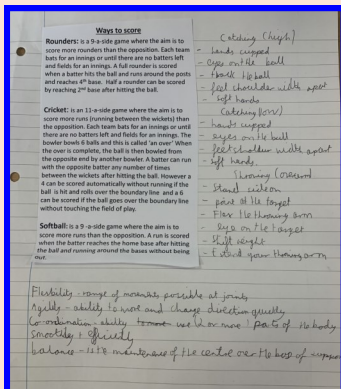 Ways to score
Rounders: is a 9-a-side game where the aim is to
score more rounders than the opposition. Each team
bats for an innings or until there are no batters left
and fields for an innings. A full rounder is scored
when a batter hits the ball and runs around the posts
and reaches 4th base. Half a rounder can be scored
by reaching 2nd base after hitting the ball.
Cricket: is an 11-a-side game where the aim is to
score more runs (running between the wickets) than
the opposition. Each team bats for an innings or until
there are no batters left and fields for an innings. The
bowler bowls 6 balls and this is called 'an over' When
the over is complete, the ball is then bowled from
the opposite end by another bowler. A batter can run
with the opposite batter any number of times
between the wickets after hitting the ball. However a
4 can be scored automatically without running if the
ball is hit and rolls over the boundary line and a 6
can be scored if the ball goes over the boundary line
without touching the field of play.
Softball: is a 9 -a-side game where the aim is to
score more runs than the opposition. A run is scored
when the batter reaches the home base after hitting
the ball and running around the bases without being
out.
Catching (high)
- hands cupped
- eyes on the ball
- track the ball
- feet shoulder width apart
- soft hands
Catching (low)
- hands cupped
- eyes on the ball
- feet sholder width apart
- soft hands.
Throwing (overarm)
- Stand side on
- point at the target
- Flex the throwing arm
- eye on the target
- Shift weight
- Extend your throwing arm
Flexibility - range of movements possible at joints
Agility - ability to move and change direction quickly
Co-ordination - ability to move use 2 or more parts of the body
smoothly + efficiently
balance - is the maintenence of the centre over the base of support